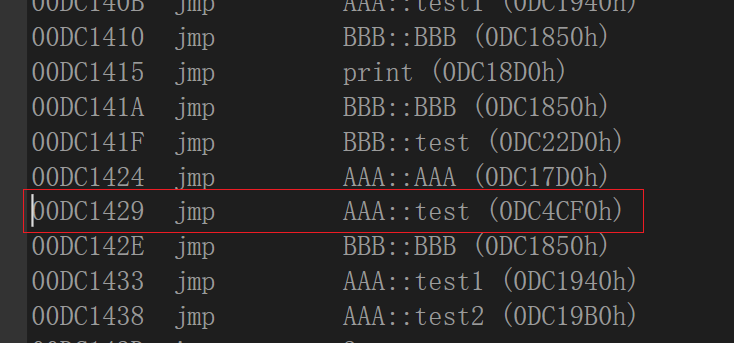 00DC140B  jmp  AAA::test1 (0DC1940h)
00DC1410  jmp  BBB::BBB (0DC1850h)
00DC1415  jmp  print (0DC18D0h)
00DC141A  jmp  BBB::BBB (0DC1850h)
00DC141F  jmp  BBB::test (0DC22D0h)
00DC1424  jmp  AAA::AAA (0DC17D0h)
00DC1429  jmp  AAA::test (0DC4CF0h)
00DC142E  jmp  BBB::BBB (0DC1850h)
00DC1433  jmp  AAA::test1 (0DC1940h)
00DC1438  jmp  AAA::test2 (0DC19B0h)